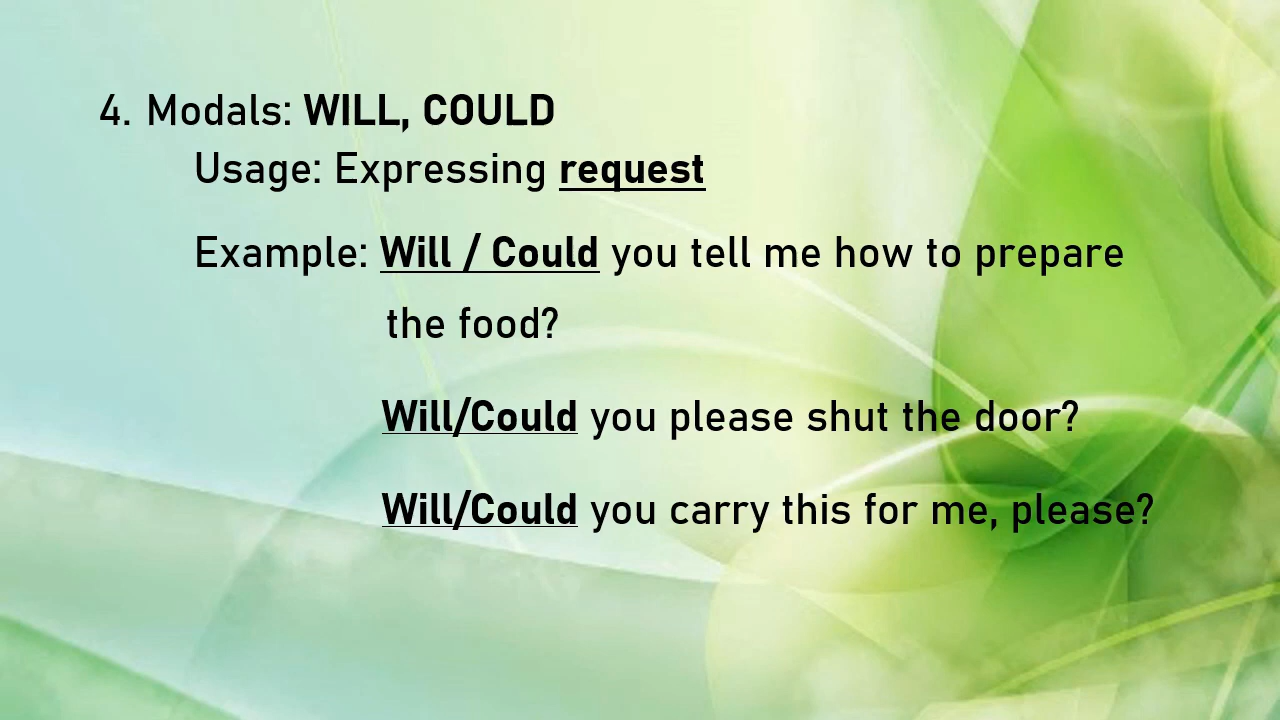 4. Modals: WILL, COULD
Usage: Expressing request
Example: Will / Could you tell me how to prepare
the food?
Will/Could you please shut the door?
Will/Could you carry this for me, please?